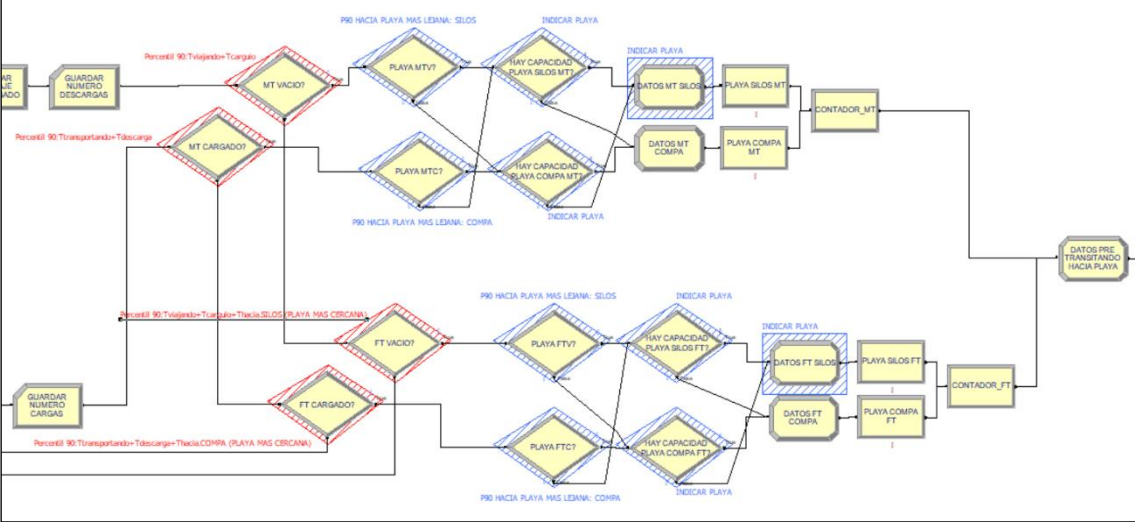 P90 HACIA PLAYA MAS LEJANA: SILOS
INDICAR PLAYA
Percentil 90:Tviajando+Tcarguio
INDICAR PLAYA
AR
AJE
GADO
GUARDAR
NUMERO
DESCARGAS
MT VACIO?
PLAYA MTV?
HAY CAPACIDAD
PLAYA SILOS MT?
DATOS MT SILOS
PLAYA SILOS MT
CONTADOR_MT
Percentil 90:Ttransportando+Tdescarga
MT CARGADO?
PLAYA MTC?
HAY CAPACIDAD
PLAYA COMPA MT?
DATOS MT
COMPA
PLAYA COMPA
MT
P90 HACIA PLAYA MAS LEJANA: COMPA
INDICAR PLAYA
DATOS PRE
TRANSITANDO
HACIA PLAYA
P90 HACIA PLAYA MAS LEJANA: SILOS
INDICAR PLAYA
Percentil 90:Tviajando+Tcarguio+Thacia.SILOS (PLAYA MAS CERCANA)
INDICAR PLAYA
FT VACIO?
PLAYA FTV?
HAY CAPACIDAD
PLAYA SILOS FT?
DATOS FT SILOS
PLAYA SILOS FT
CONTADOR_FT
GUARDAR
NUMERO
CARGAS
FT CARGADO?
DATOS FT
COMPA
PLAYA COMPA
FT
Percentil 90:Ttransportando+Tdescarga+Thacia.COMPA (PLAYA MAS CERCANA)
PLAYA FTC?
HAY CAPACIDAD
PLAYA COMPA FT?
P90 HACIA PLAYA MAS LEJANA: COMPA
INDICAR PLAYA